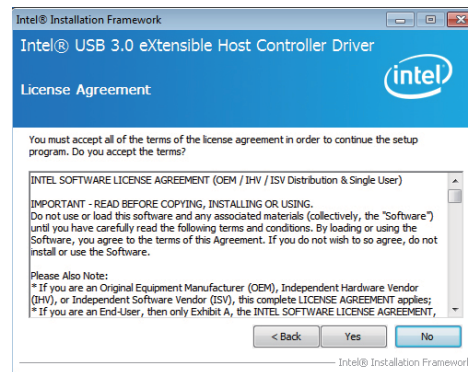 Intel® Installation Framework
Intel® USB 3.0 eXtensible Host Controller Driver
License Agreement
(intel)
You must accept all of the terms of the license agreement in order to continue the setup
program. Do you accept the terms?
INTEL SOFTWARE LICENSE AGREEMENT (OEM / IHV / ISV Distribution & Single User)
IMPORTANT - READ BEFORE COPYING, INSTALLING OR USING.
Do not use or load this software and any associated materials (collectively, the "Software")
until you have carefully read the following terms and conditions. By loading or using the
Software, you agree to the terms of this Agreement. If you do not wish to so agree, do not
install or use the Software.
Please Also Note:
* If you are an Original Equipment Manufacturer (OEM), Independent Hardware Vendor
(IHV), or Independent Software Vendor (ISV), this complete LICENSE AGREEMENT applies;
* If you are an End-User, then only Exhibit A, the INTEL SOFTWARE LICENSE AGREEMENT,
< Back Yes No
Intel® Installation Framework